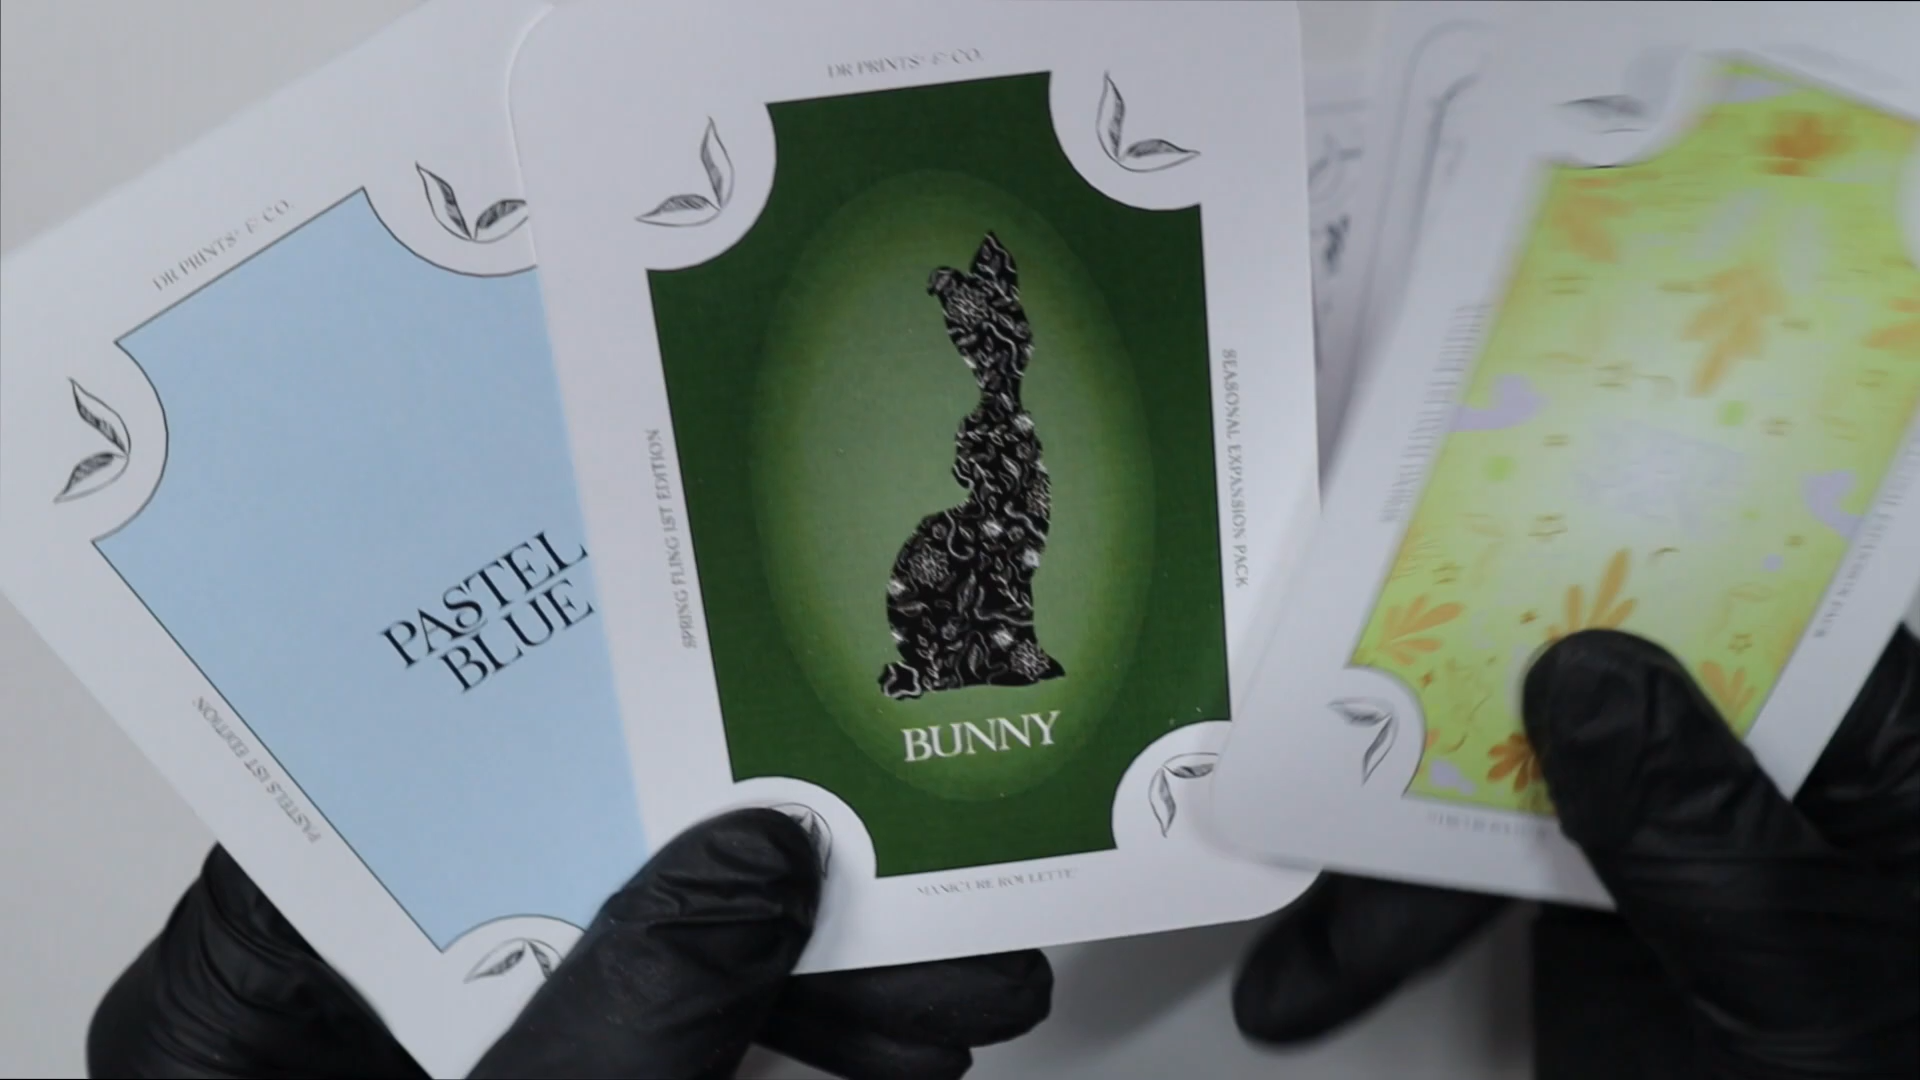 DR PRINTS' & CO.
PASTEL
BLUE
PASTELS 1ST EDITION
DR PRINTS' & CO.
SPRING FLING 1ST EDITION
SEASONAL EXPANSION PACK
BUNNY
MANICURE ROULETTE